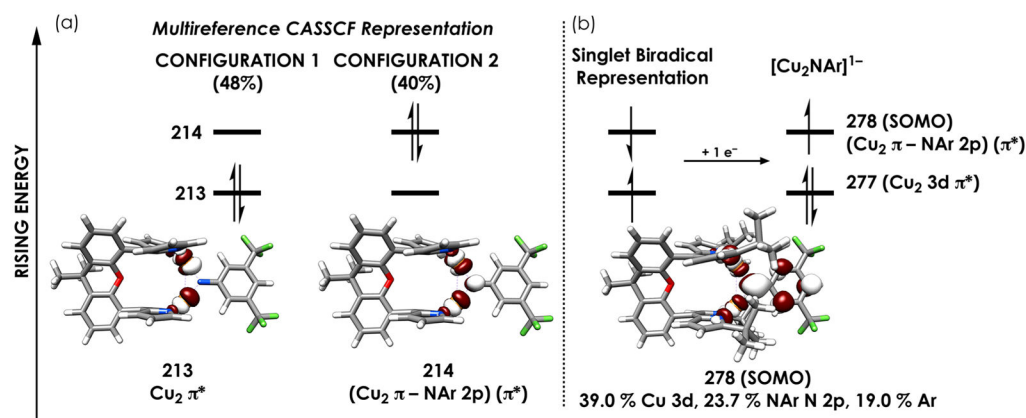 (a)
Multireference CASSCF Representation
CONFIGURATION 1
(48%)
CONFIGURATION 2
(40%)
214
213
RISING ENERGY
213
Cu₂ π*
214
(Cu₂ π – NAr 2p) (π*)
(b)
Singlet Biradical
Representation
[Cu₂NAr]¹⁻
+ 1 e⁻
278 (SOMO)
(Cu₂ π – NAr 2p) (π*)
277 (Cu₂ 3d π*)
278 (SOMO)
39.0 % Cu 3d, 23.7 % NAr N 2p, 19.0 % Ar